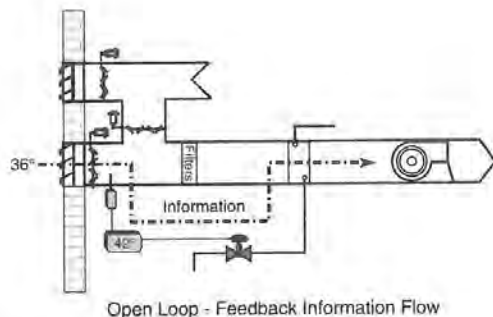 Filters
36°
Information
42°
Open Loop - Feedback Information Flow